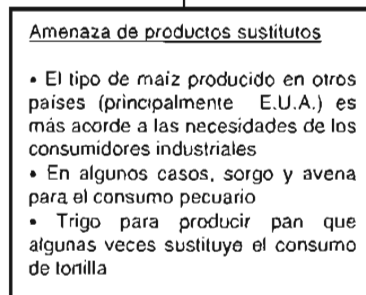 Amenaza de productos sustitutos
• El tipo de maíz producido en otros
países (principalmente E.U.A.) es
más acorde a las necesidades de los
consumidores industriales
• En algunos casos, sorgo y avena
para el consumo pecuario
• Trigo para producir pan que
algunas veces sustituye el consumo
de tortilla